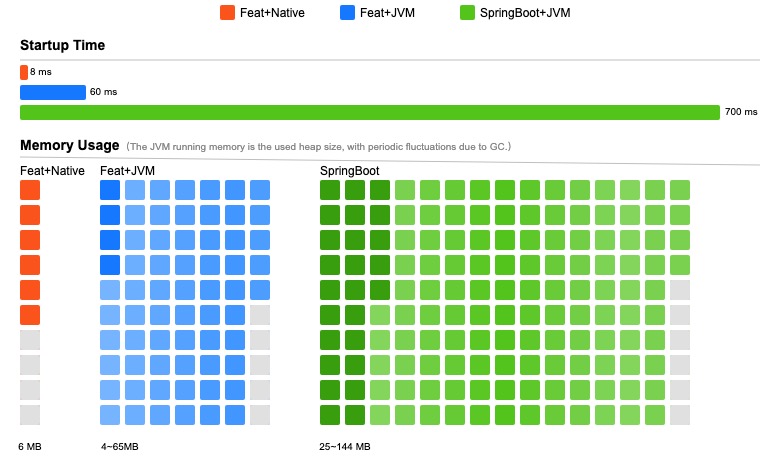 Feat+Native Feat+JVM SpringBoot+JVM
Startup Time
8 ms
60 ms
700 ms
Memory Usage (The JVM running memory is the used heap size, with periodic fluctuations due to GC.)
Feat+Native Feat+JVM SpringBoot
6 MB 4~65MB 25~144 MB